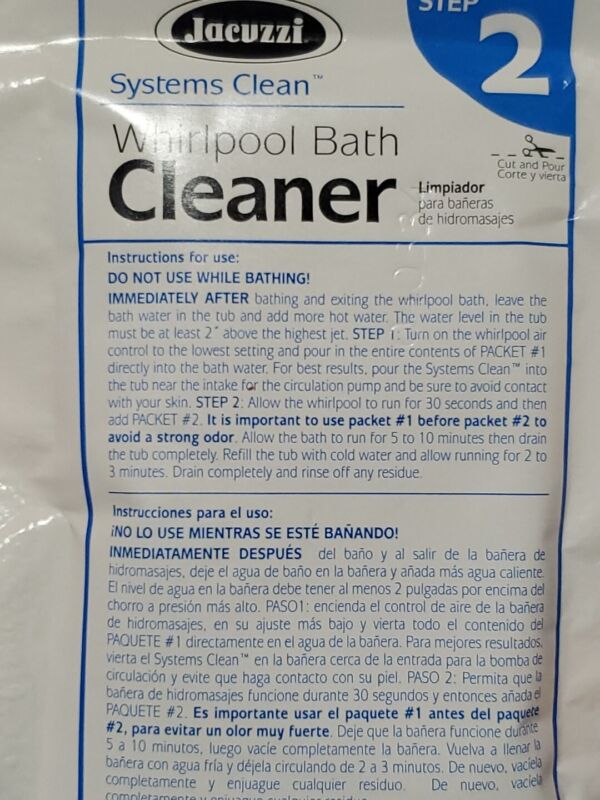 STEP
2
Jacuzzi
Systems Clean™
Whirlpool Bath
Cleaner
Limpiador
para bañeras
de hidromasajes
Cut and Pour
Corte y vierta
Instructions for use:
DO NOT USE WHILE BATHING!
IMMEDIATELY AFTER bathing and exiting the whirlpool bath, leave the
bath water in the tub and add more hot water. The water level in the tub
must be at least 2" above the highest jet. STEP 1: Turn on the whirlpool air
control to the lowest setting and pour in the entire contents of PACKET #1
directly into the bath water. For best results, pour the Systems Clean™ into
the tub near the intake for the circulation pump and be sure to avoid contact
with your skin. STEP 2: Allow the whirlpool to run for 30 seconds and then
add PACKET #2. It is important to use packet #1 before packet #2 to
avoid a strong odor. Allow the bath to run for 5 to 10 minutes then drain
the tub completely. Refill the tub with cold water and allow running for 2 to
3 minutes. Drain completely and rinse off any residue.
Instrucciones para el uso:
¡NO LO USE MIENTRAS SE ESTÉ BAÑANDO!
INMEDIATAMENTE DESPUÉS del baño y al salir de la bañera de
hidromasajes, deje el agua de baño en la bañera y añada más agua caliente.
El nivel de agua en la bañera debe tener al menos 2 pulgadas por encima del
chorro a presión más alto. PASO1: encienda el control de aire de la bañera
de hidromasajes, en su ajuste más bajo y vierta todo el contenido del
PAQUETE #1 directamente en el agua de la bañera. Para mejores resultados,
vierta el Systems Clean™ en la bañera cerca de la entrada para la bomba de
circulación y evite que haga contacto con su piel. PASO 2: Permita que la
bañera de hidromasajes funcione durante 30 segundos y entonces añada el
PAQUETE #2. Es importante usar el paquete #1 antes del paquete
#2, para evitar un olor muy fuerte. Deje que la bañera funcione durante
5 a 10 minutos, luego vacíe completamente la bañera. Vuelva a llenar la
bañera con agua fría y déjela circulando de 2 a 3 minutos. De nuevo, vacíela
completamente y enjuague cualquier residuo. De nuevo, vacíela
completamente y enjuague cualquier residuo